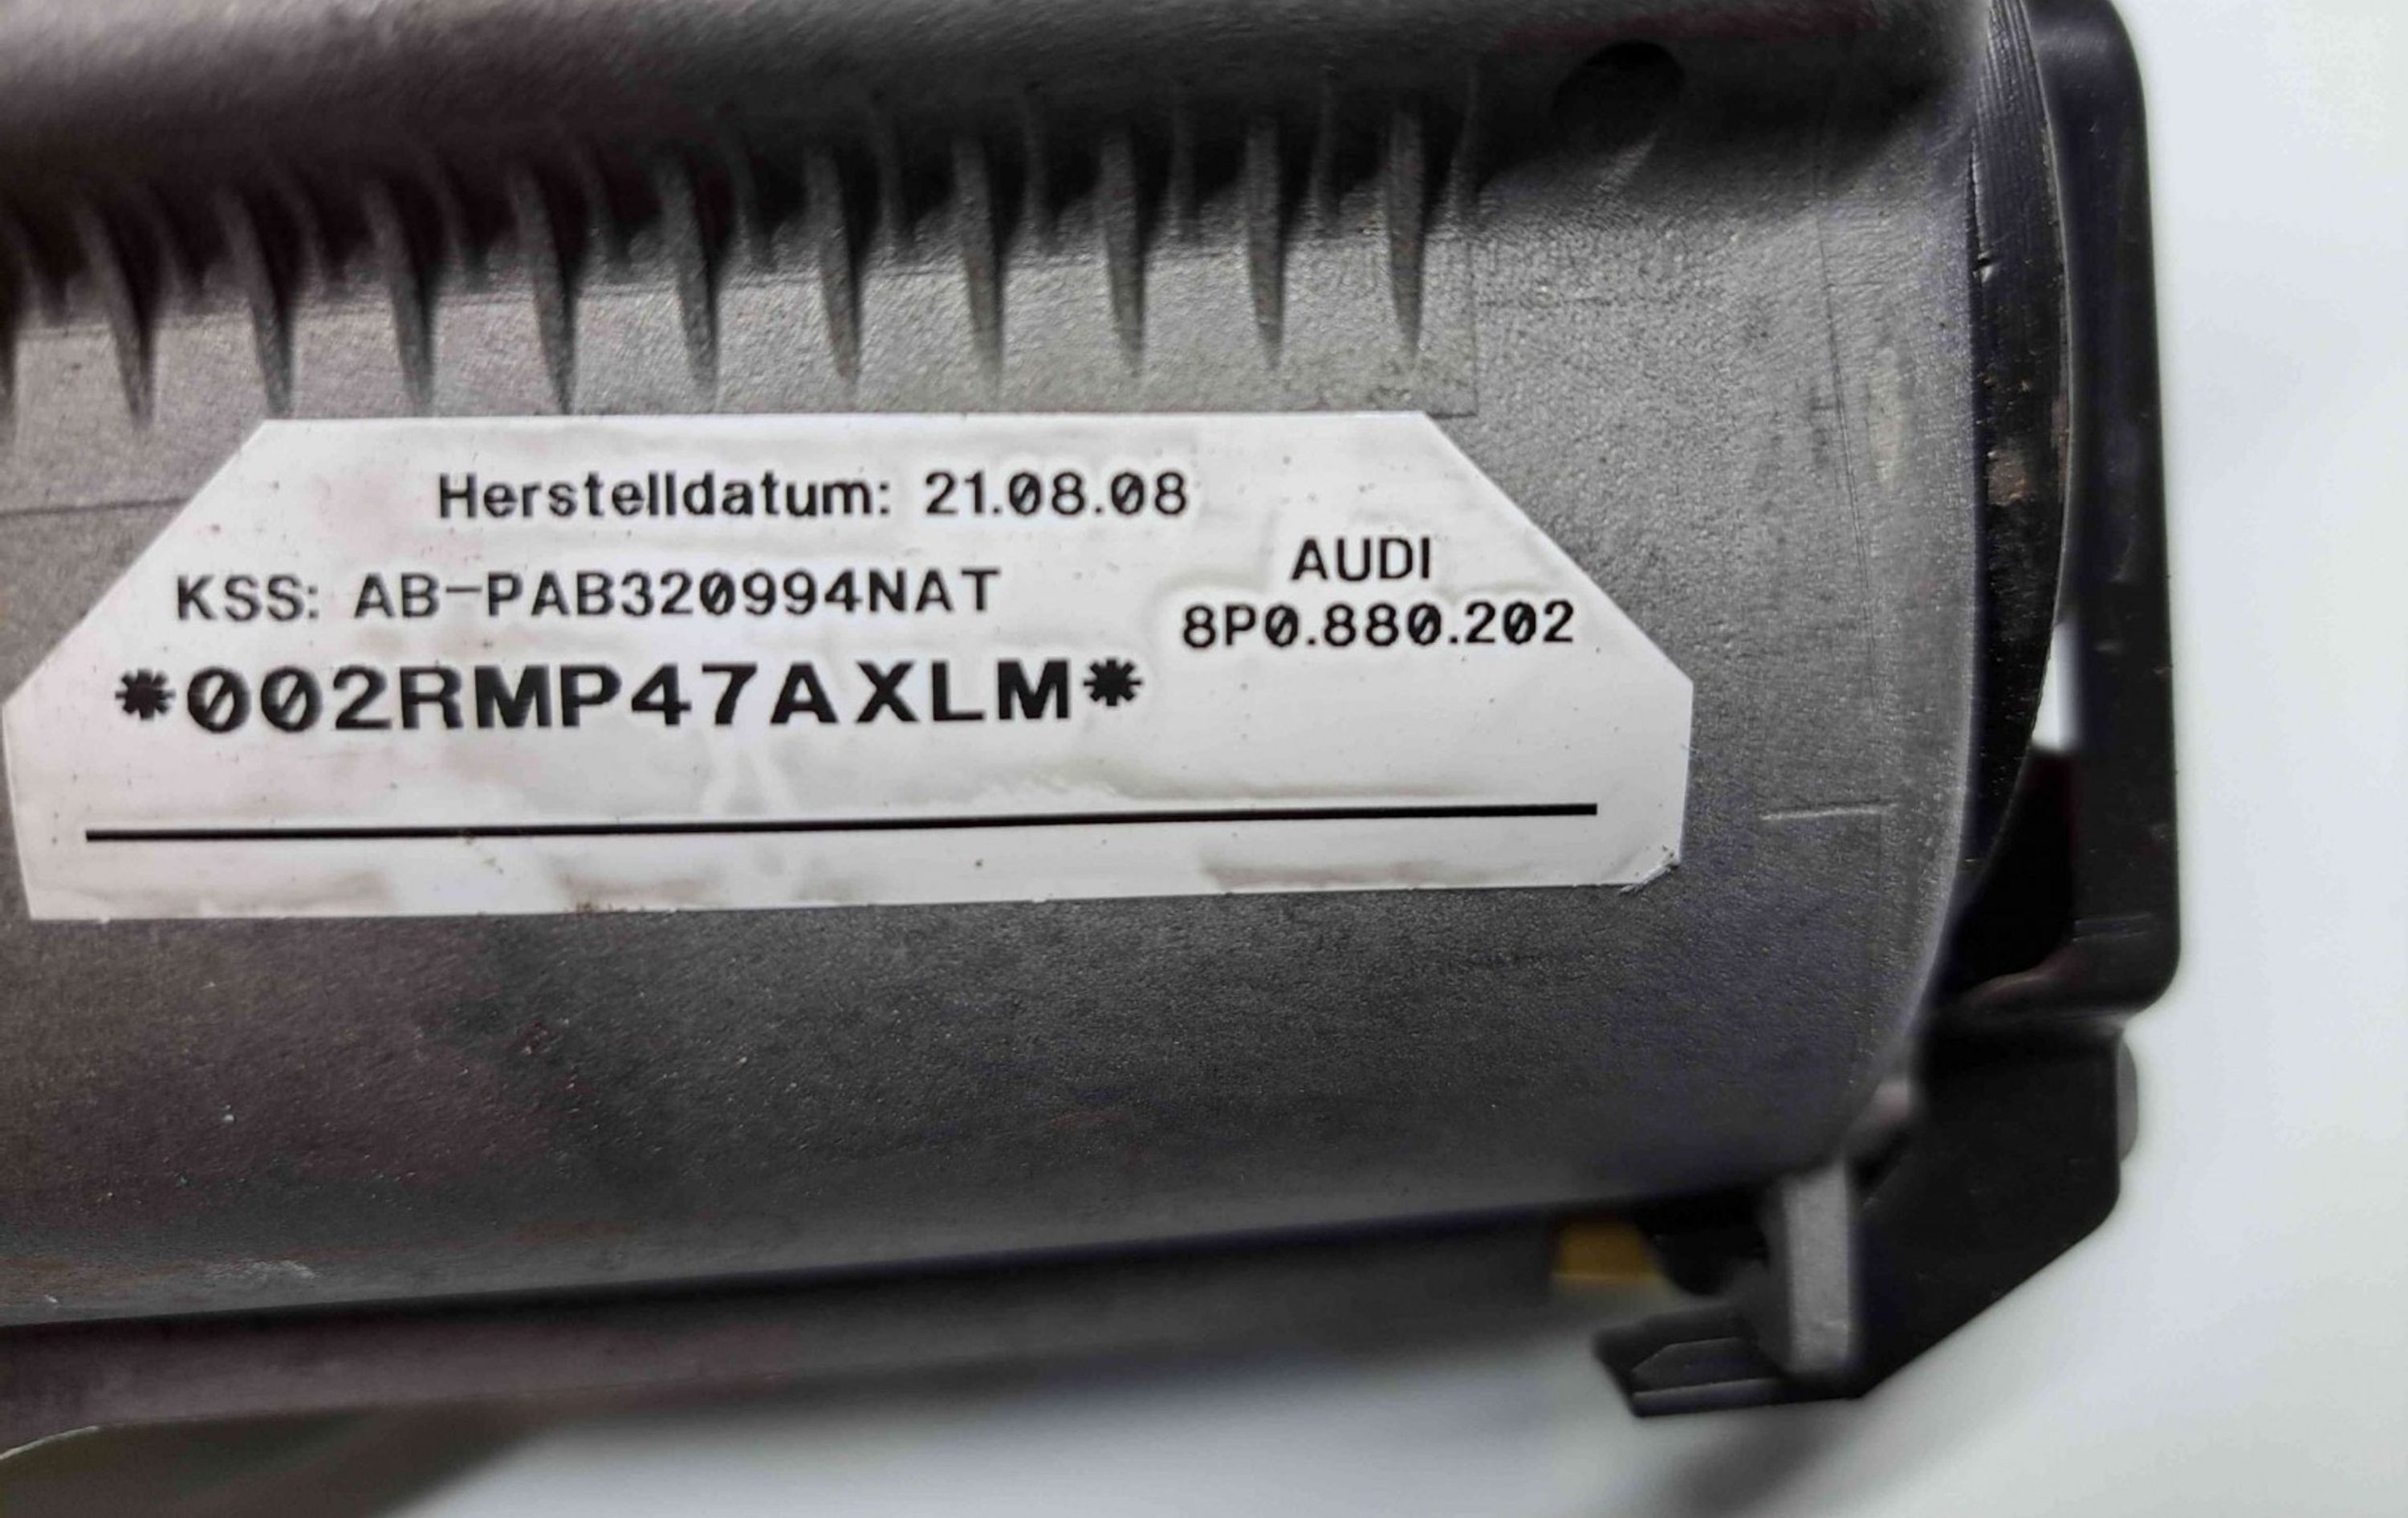 Herstelldatum: 21.08.08
KSS: AB-PAB320994NAT
AUDI
8P0.880.202
*002RMP47AXLM*